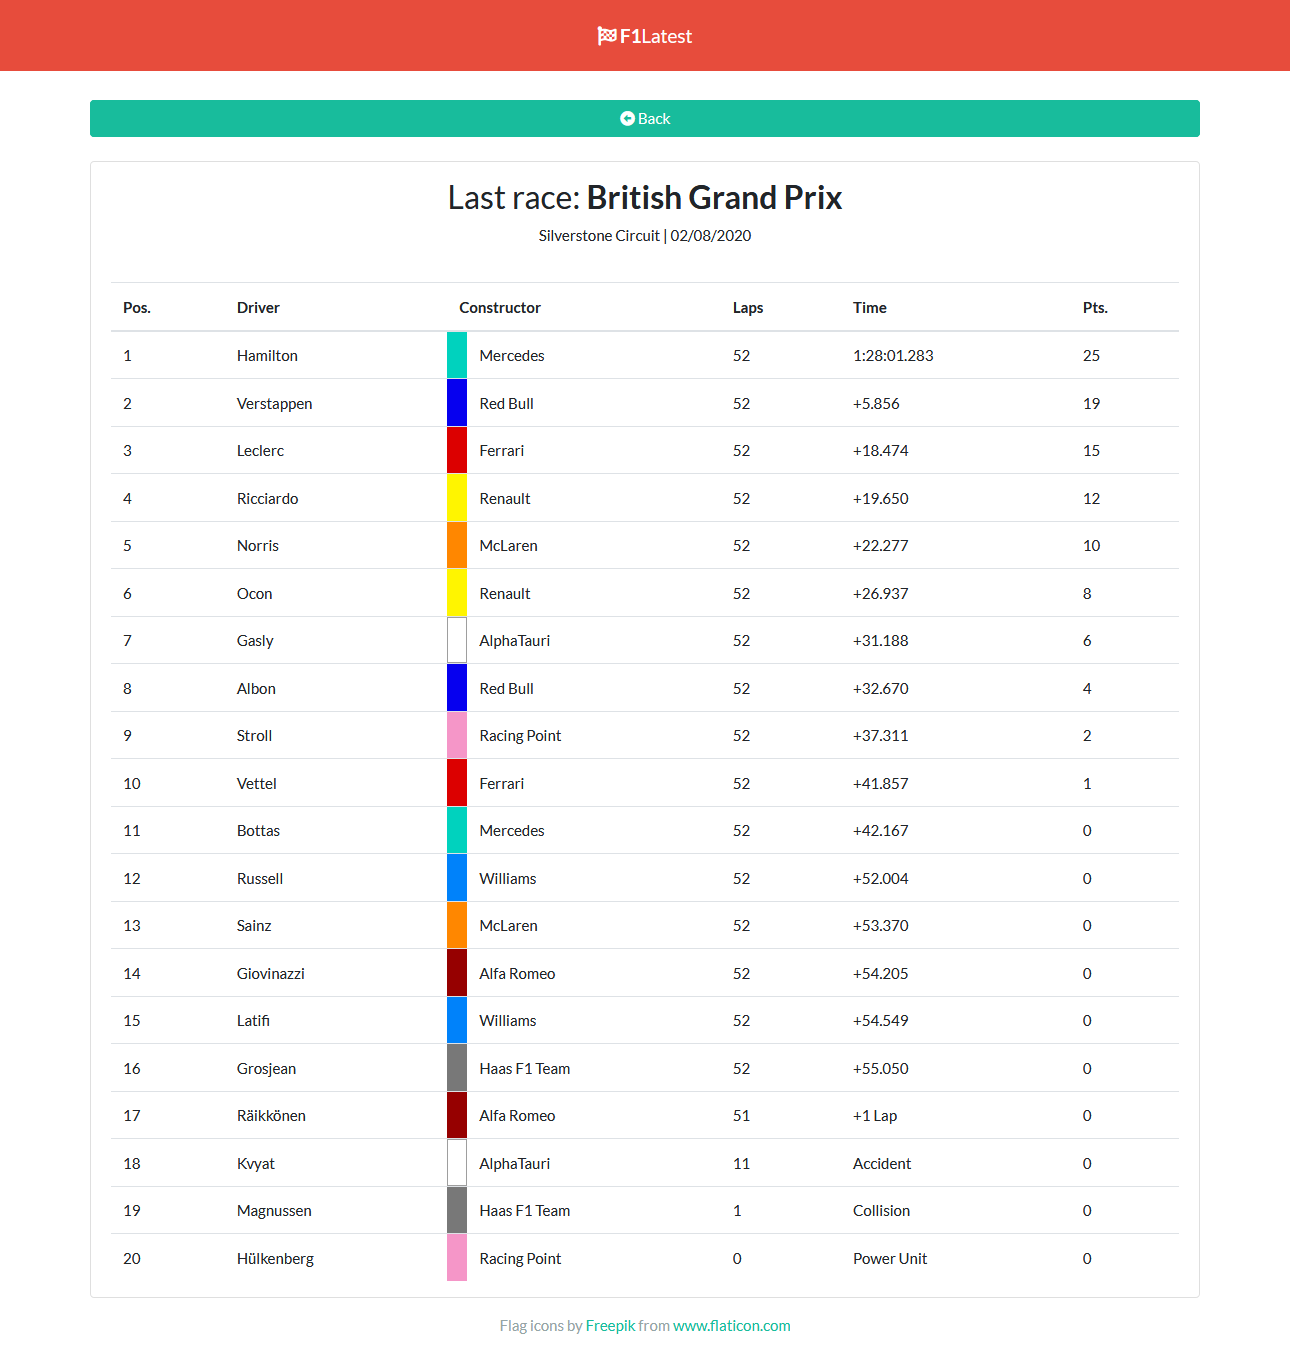 F1Latest
Back
Last race: British Grand Prix
Silverstone Circuit | 02/08/2020
Pos. Driver Constructor Laps Time Pts.
1 Hamilton Mercedes 52 1:28:01.283 25
2 Verstappen Red Bull 52 +5.856 19
3 Leclerc Ferrari 52 +18.474 15
4 Ricciardo Renault 52 +19.650 12
5 Norris McLaren 52 +22.277 10
6 Ocon Renault 52 +26.937 8
7 Gasly AlphaTauri 52 +31.188 6
8 Albon Red Bull 52 +32.670 4
9 Stroll Racing Point 52 +37.311 2
10 Vettel Ferrari 52 +41.857 1
11 Bottas Mercedes 52 +42.167 0
12 Russell Williams 52 +52.004 0
13 Sainz McLaren 52 +53.370 0
14 Giovinazzi Alfa Romeo 52 +54.205 0
15 Latifi Williams 52 +54.549 0
16 Grosjean Haas F1 Team 52 +55.050 0
17 Räikkönen Alfa Romeo 51 +1 Lap 0
18 Kvyat AlphaTauri 11 Accident 0
19 Magnussen Haas F1 Team 1 Collision 0
20 Hülkenberg Racing Point 0 Power Unit 0
Flag icons by Freepik from www.flaticon.com